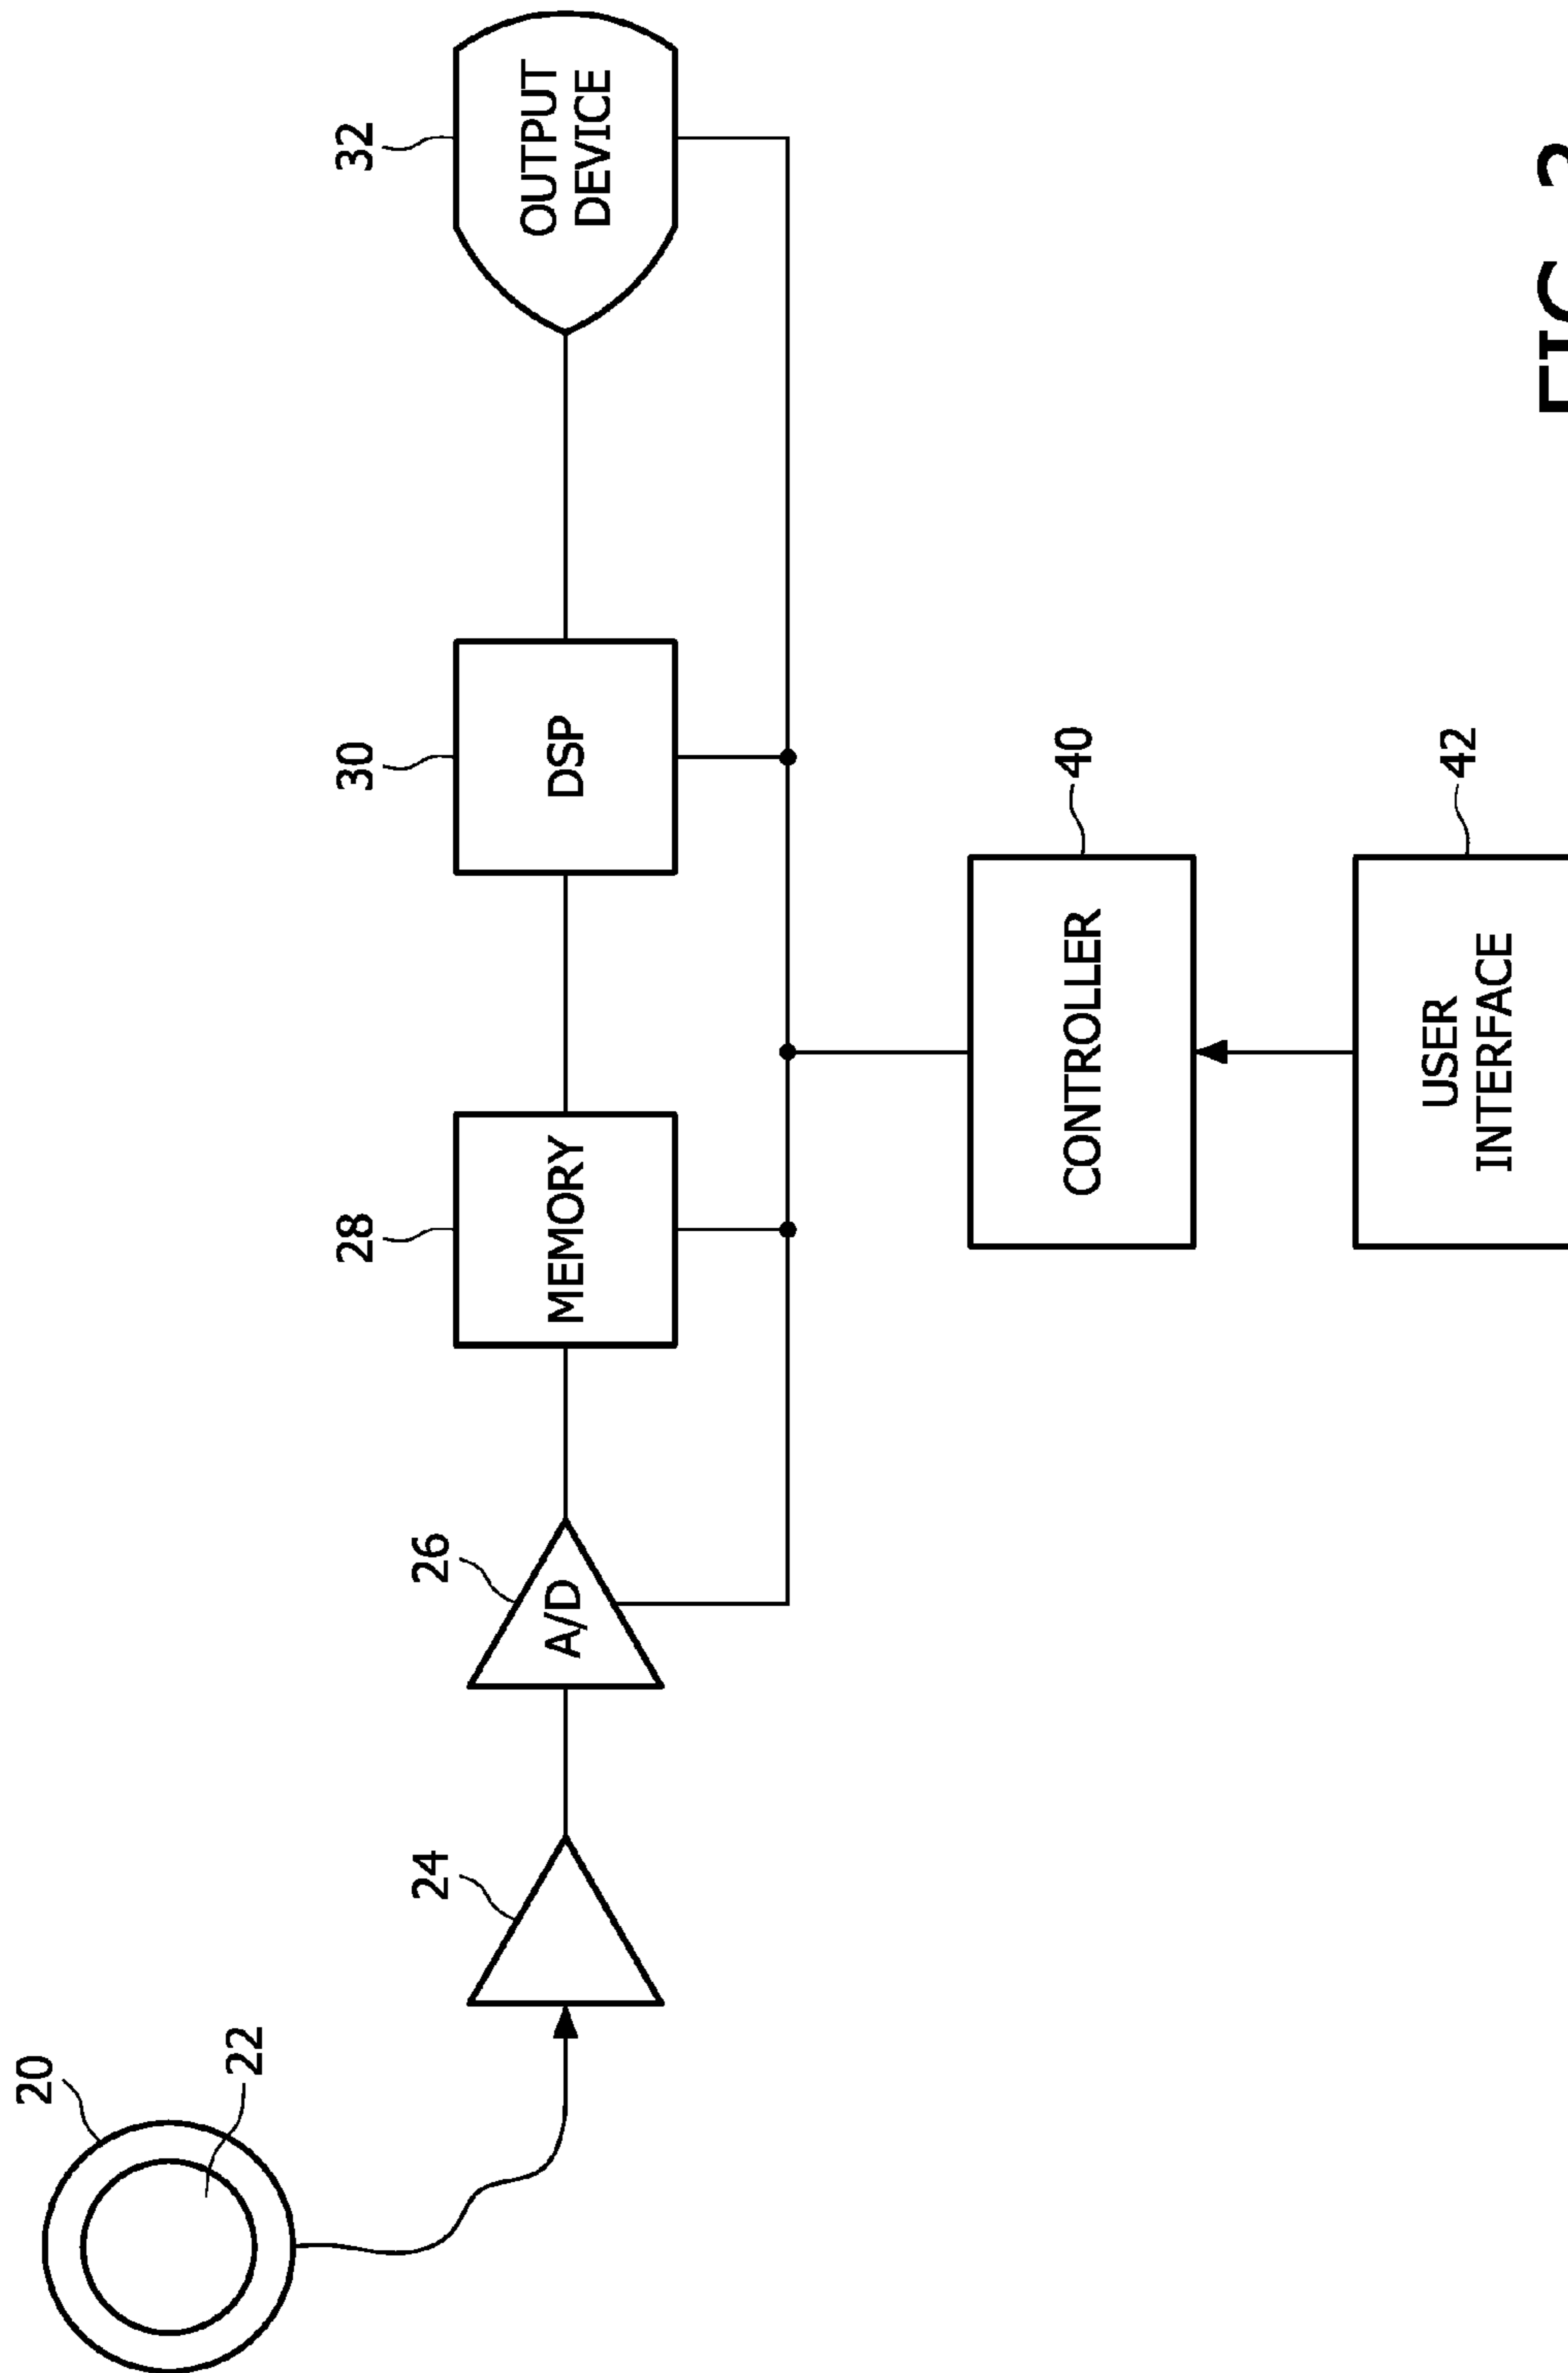 20
22
28
30
32
24
26
A/D
MEMORY
DSP
OUTPUT
DEVICE
CONTROLLER
40
USER
INTERFACE
42